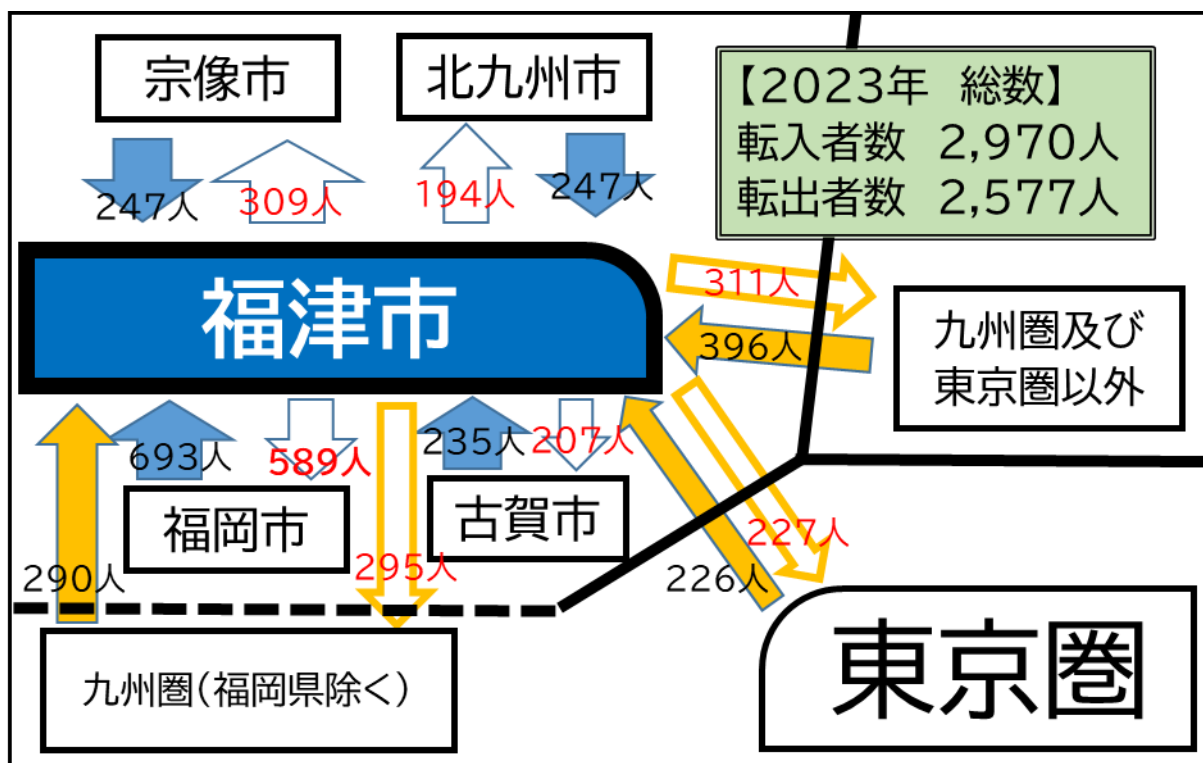 宗像市
北九州市
【2023年 総数】
転入者数 2,970人
転出者数 2,577人
247人
309人
194人
247人
福津市
311人
396人
九州圏及び
東京圏以外
693人
589人
235人
207人
福岡市
古賀市
290人
295人
227人
226人
九州圏(福岡県除く)
東京圏